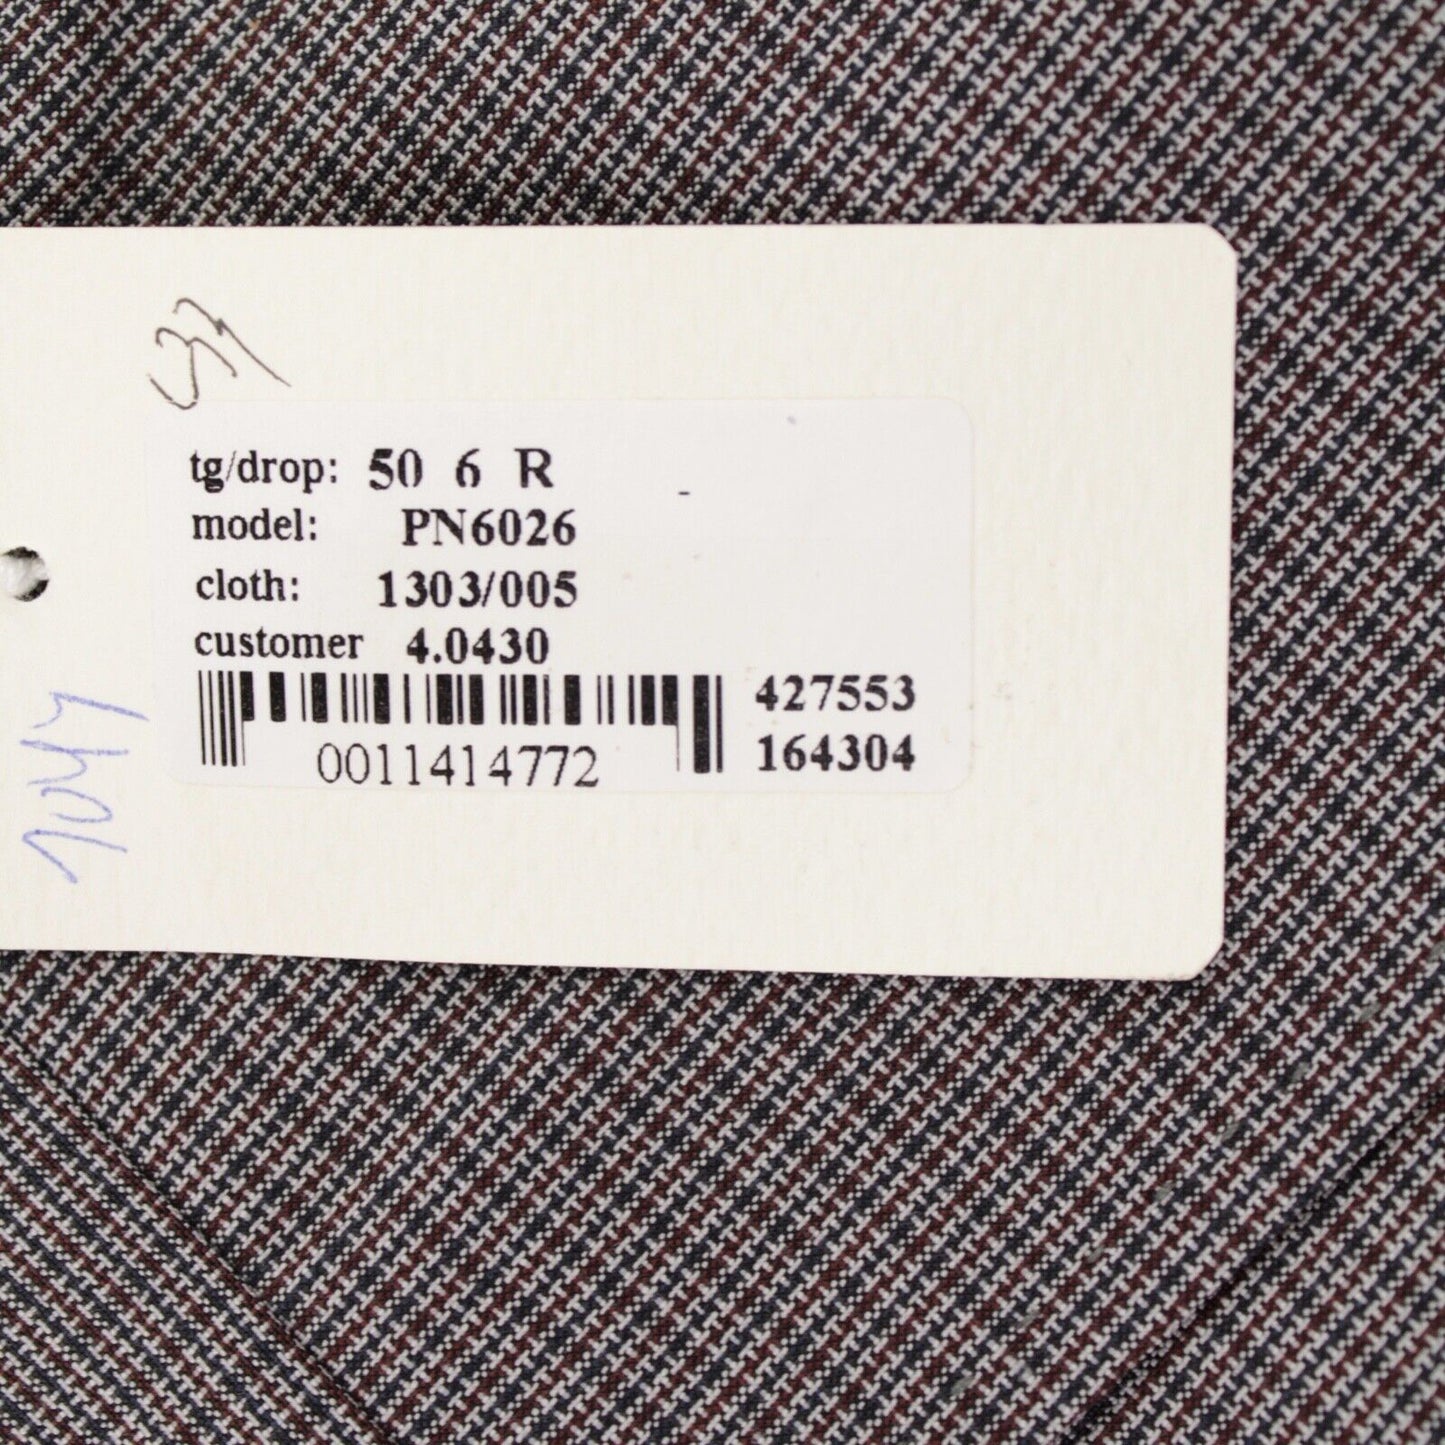 tg/drop: 50 6 R
model: PN6026
cloth: 1303/005
customer 4.0430
427553
0011414772
164304